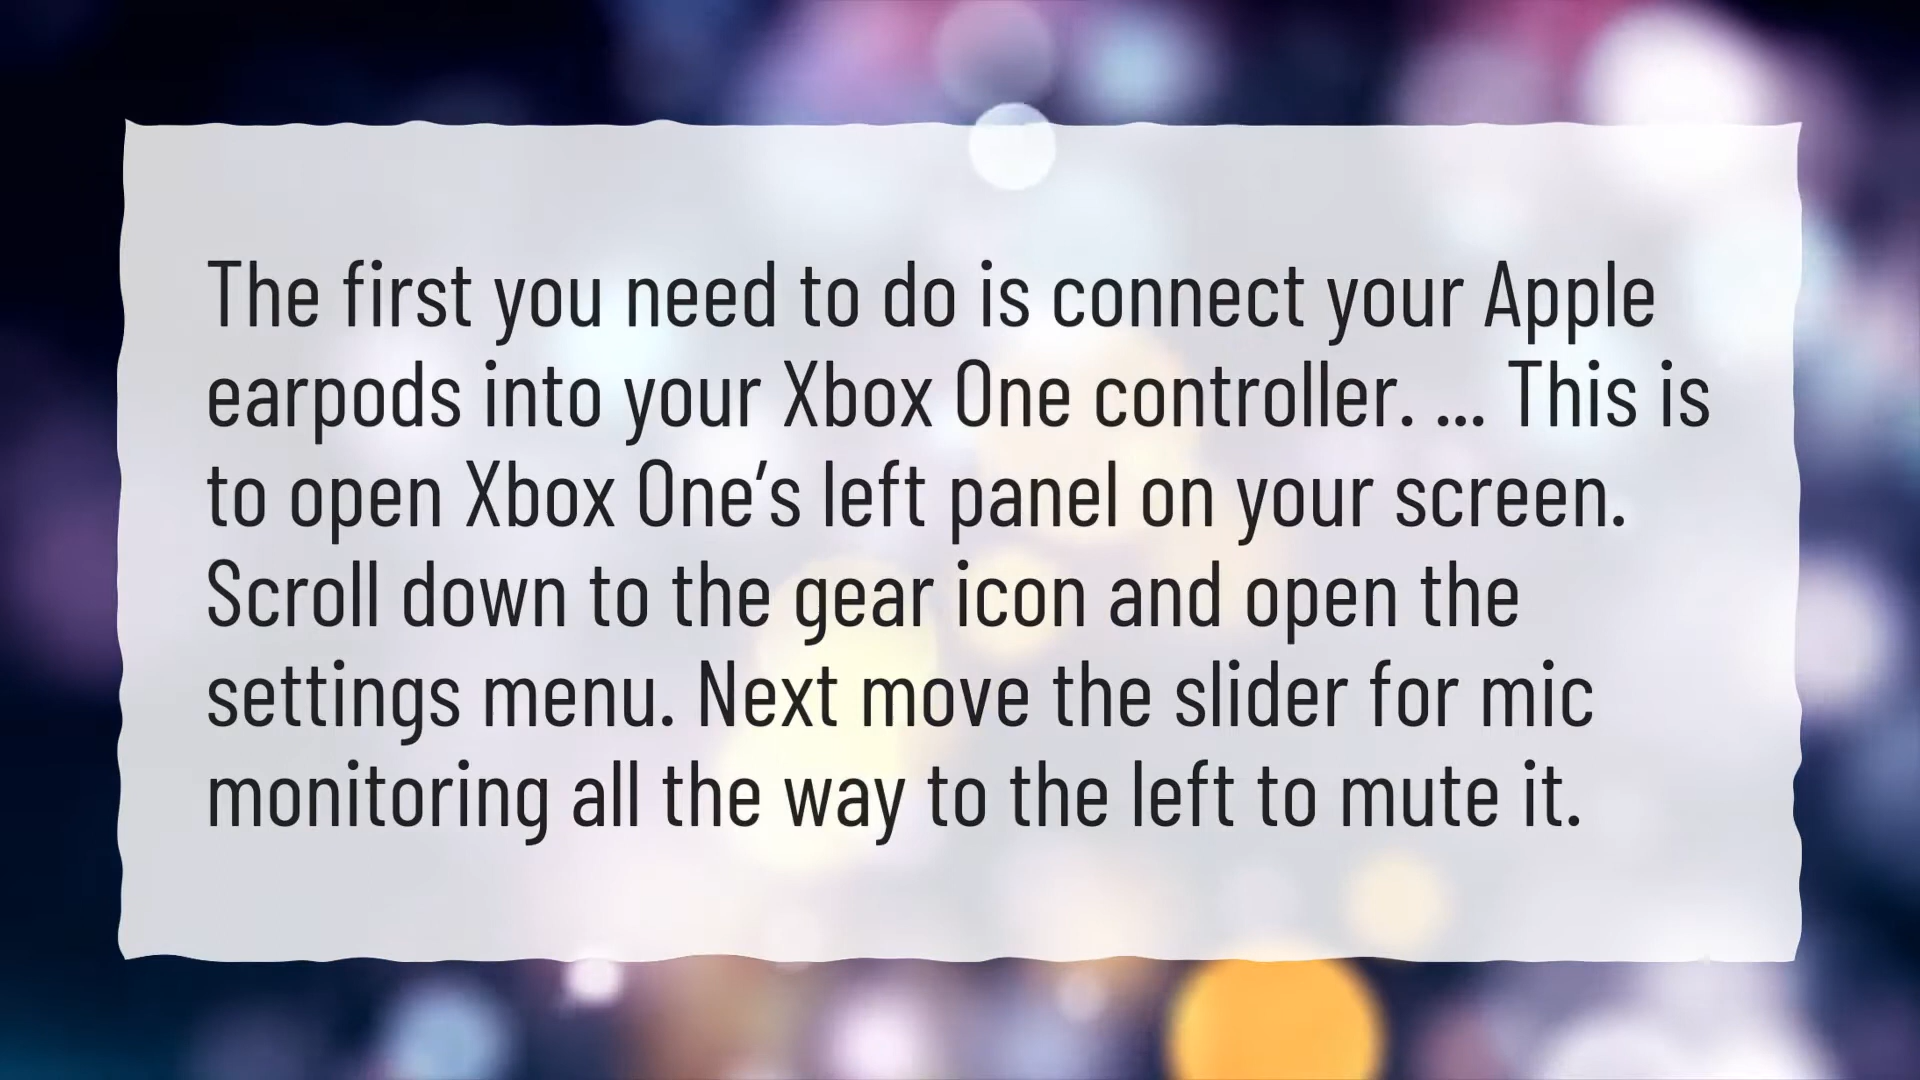 The first you need to do is connect your Apple
earpods into your Xbox One controller. ... This is
to open Xbox One’s left panel on your screen.
Scroll down to the gear icon and open the
settings menu. Next move the slider for mic
monitoring all the way to the left to mute it.